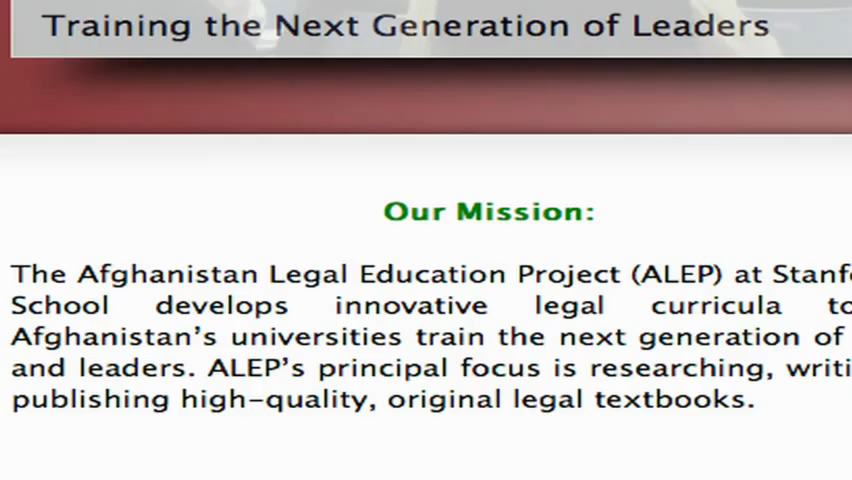 Training the Next Generation of Leaders
Our Mission:
The Afghanistan Legal Education Project (ALEP) at
School develops innovative legal curricula to
Afghanistan's universities train the next generation of
and leaders. ALEP's principal focus is researching,
publishing high-quality, original legal textbooks.